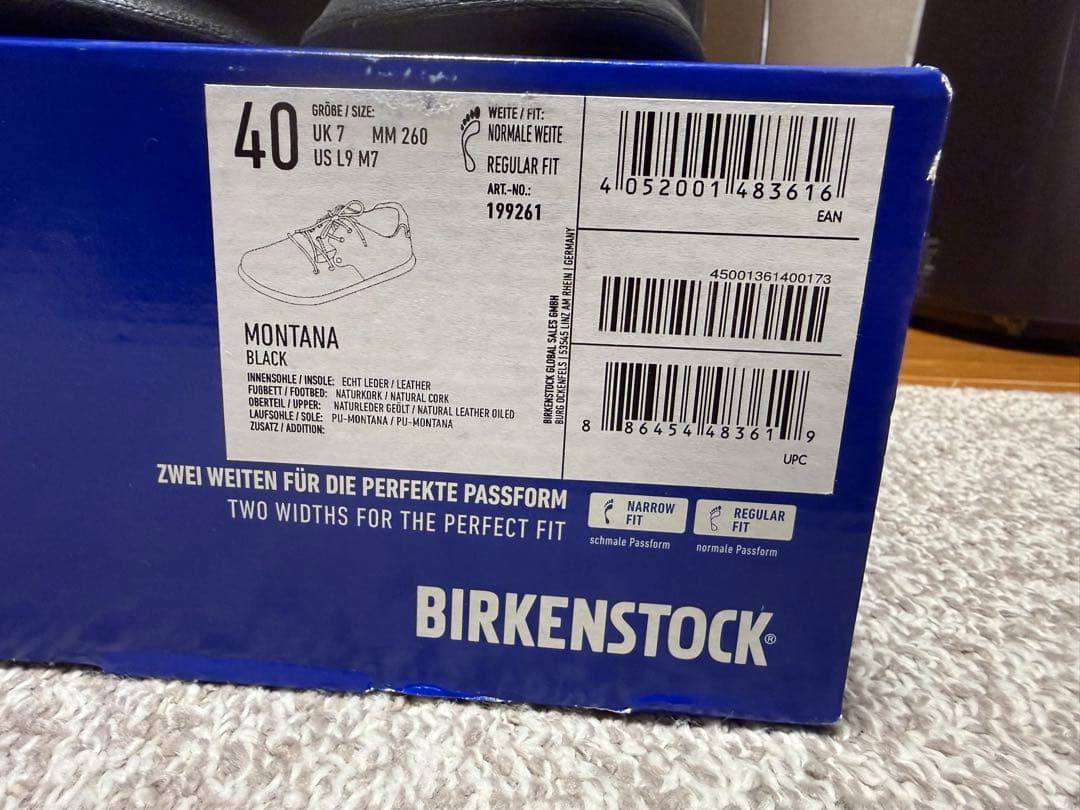 40
GRÖßE / SIZE:
UK 7 MM 260
US L9 M7
WEITE / FIT:
NORMALE WEITE
REGULAR FIT
ART.-NO.:
199261
MONTANA
BLACK
INNENSOHLE / INSOLE: ECHT LEDER / LEATHER
FUßBETT / FOOTBED: NATURKORK / NATURAL CORK
OBERTEIL / UPPER: NATURLEDER GEÖLT / NATURAL LEATHER OILED
LAUFSOHLE / SOLE: PU-MONTANA / PU-MONTANA
ZUSATZ / ADDITION:
BIRKENSTOCK GLOBAL SALES GMBH
BURG OCKENFELS | 53545 LINZ AM RHEIN | GERMANY
4 052001 483616
EAN
45001361400173
8 86454 48361 9
UPC
ZWEI WEITEN FÜR DIE PERFEKTE PASSFORM
TWO WIDTHS FOR THE PERFECT FIT
NARROW
FIT
schmale Passform
REGULAR
FIT
normale Passform
BIRKENSTOCK®